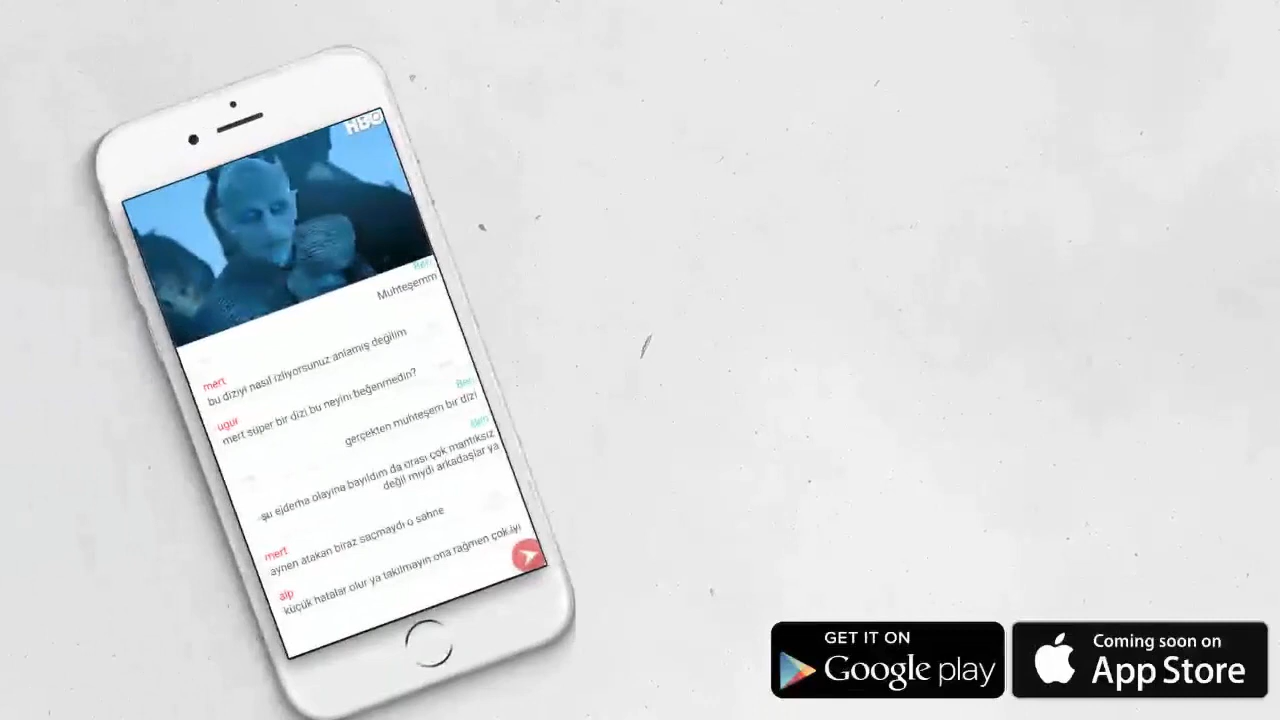 HBO
Ben
Muhteşemm
mert
bu diziyi nasıl izliyorsunuz anlamış değilim
ugur
mert süper bir dizi bu neyini beğenmedin?
Ben
gerçekten muhteşem bir dizi
Ben
şu ejderha olayına bayıldım da orası çok mantıksız
değil miydi arkadaşlar ya
mert
aynen atakan biraz saçmaydı o sahne
alp
küçük hatalar olur ya takılmayın ona rağmen çok iyi
GET IT ON
Google play
Coming soon on
App Store